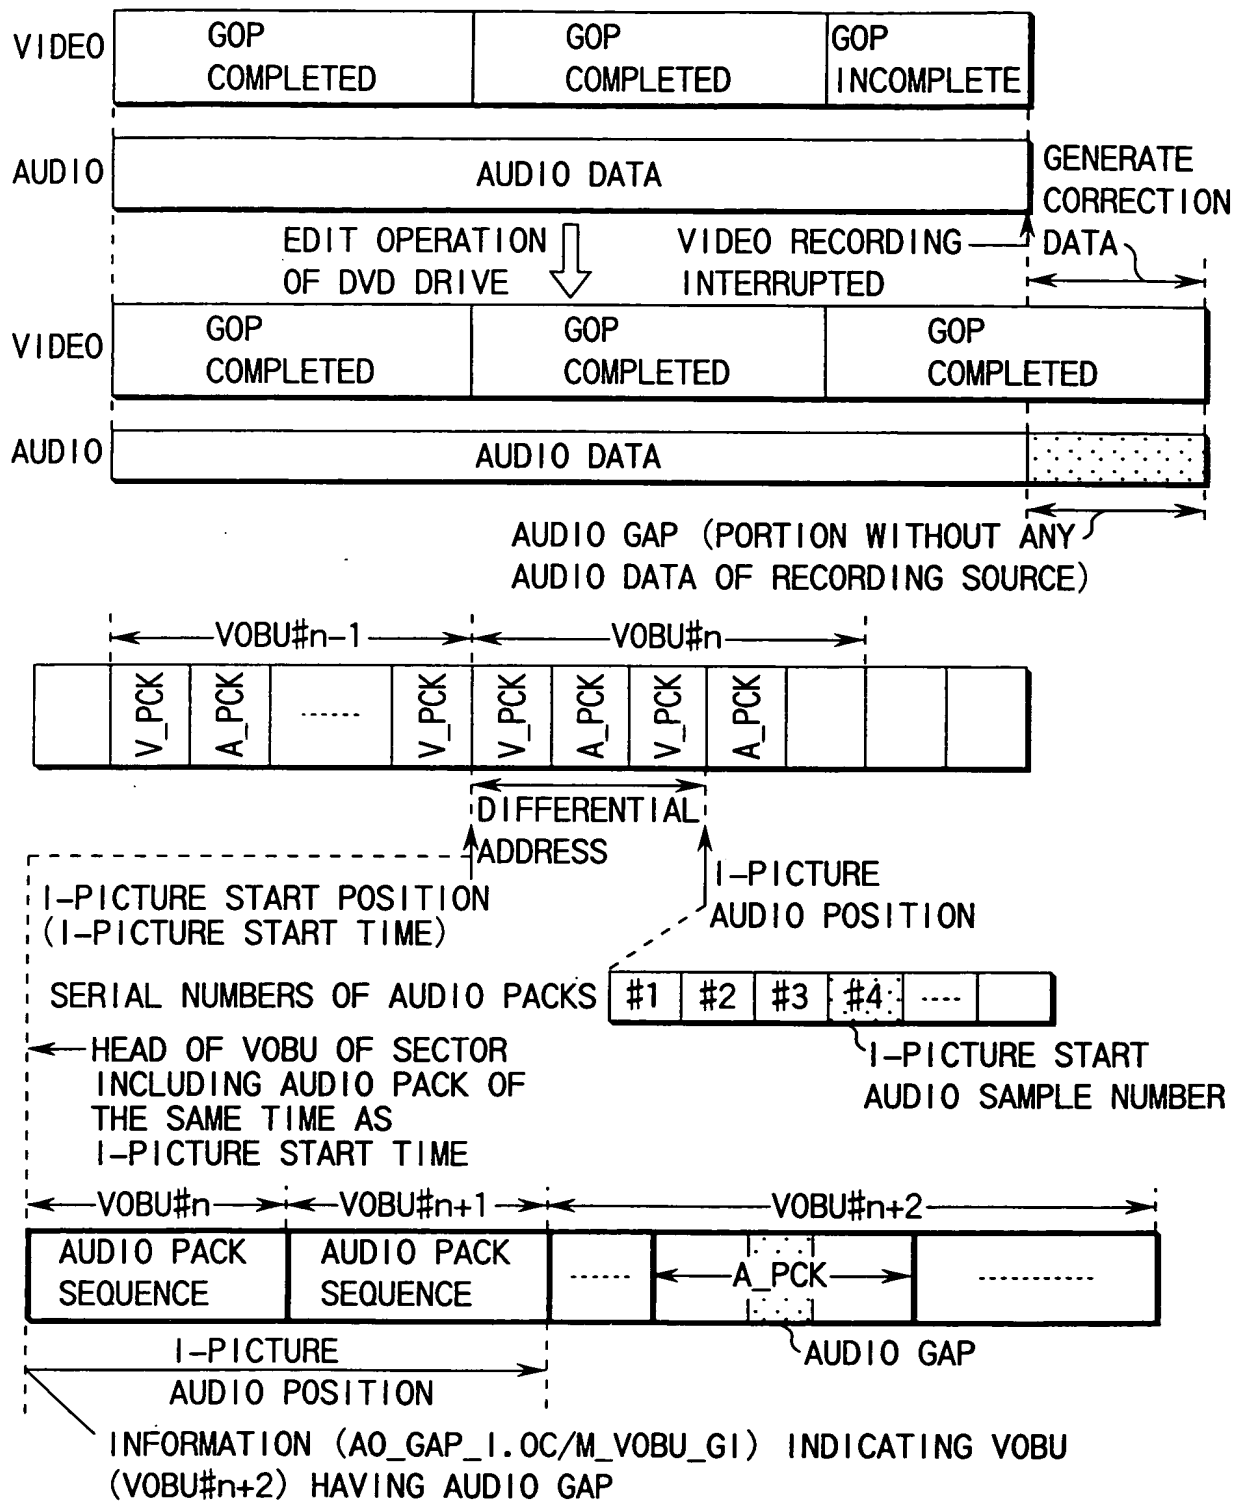 VIDEO
GOP COMPLETED
GOP COMPLETED
GOP INCOMPLETE
AUDIO
AUDIO DATA
GENERATE
CORRECTION
DATA
EDIT OPERATION
OF DVD DRIVE
VIDEO RECORDING
INTERRUPTED
VIDEO
GOP COMPLETED
GOP COMPLETED
GOP COMPLETED
AUDIO
AUDIO DATA
AUDIO GAP (PORTION WITHOUT ANY
AUDIO DATA OF RECORDING SOURCE)
VOBU#n-1
VOBU#n
V_PCK
A_PCK
......
V_PCK
V_PCK
A_PCK
V_PCK
A_PCK
DIFFERENTIAL
ADDRESS
I-PICTURE START POSITION
(I-PICTURE START TIME)
I-PICTURE
AUDIO POSITION
SERIAL NUMBERS OF AUDIO PACKS
#1 #2 #3 #4 ....
I-PICTURE START
AUDIO SAMPLE NUMBER
HEAD OF VOBU OF SECTOR
INCLUDING AUDIO PACK OF
THE SAME TIME AS
I-PICTURE START TIME
VOBU#n
VOBU#n+1
VOBU#n+2
AUDIO PACK
SEQUENCE
AUDIO PACK
SEQUENCE
......
A_PCK
............
AUDIO GAP
I-PICTURE
AUDIO POSITION
INFORMATION (AO_GAP_I.OC/M_VOBU_GI) INDICATING VOBU
(VOBU#n+2) HAVING AUDIO GAP